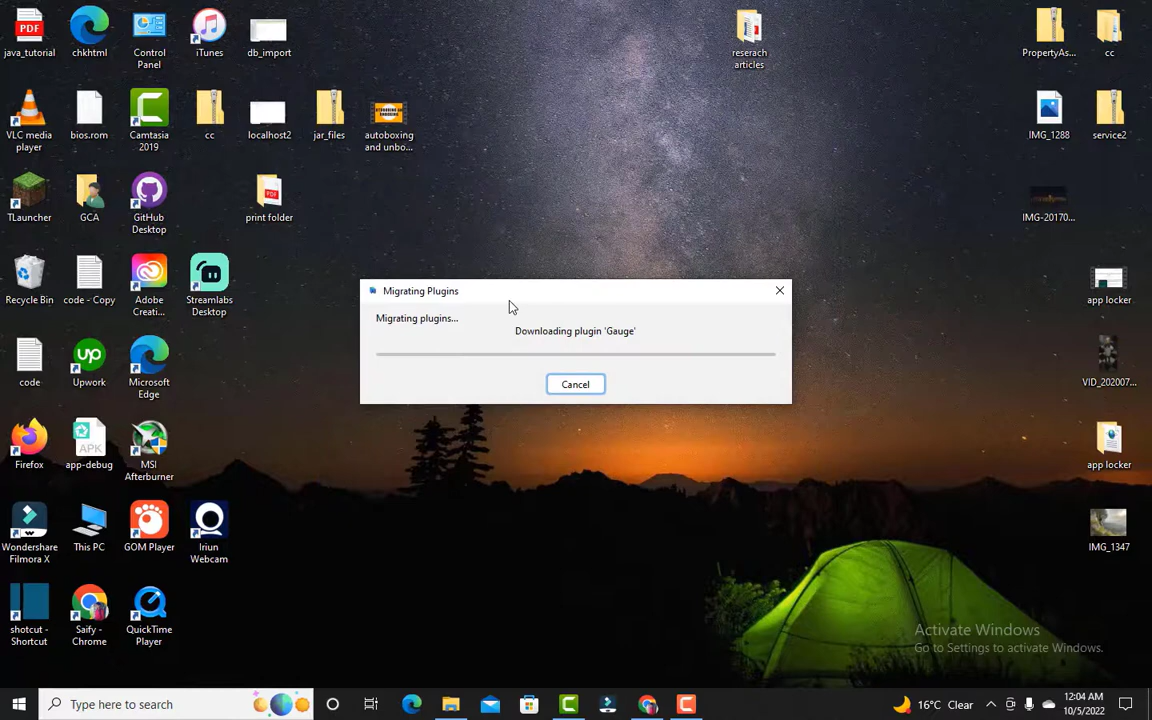 java_tutorial
chkhtml
Control
Panel
iTunes
db_import
reserach
articles
PropertyAs...
cc
VLC media
player
bios.rom
Camtasia
2019
cc
localhost2
jar_files
autoboxing
and unbo...
IMG_1288
service2
TLauncher
GCA
GitHub
Desktop
print folder
IMG-20170...
Recycle Bin
code - Copy
Adobe
Creati...
Streamlabs
Desktop
app locker
Migrating Plugins
Migrating plugins...
Downloading plugin 'Gauge'
Cancel
code
Upwork
Microsoft
Edge
VID_202007...
Firefox
app-debug
MSI
Afterburner
app locker
Wondershare
Filmora X
This PC
GOM Player
Iriun
Webcam
IMG_1347
shotcut -
Shortcut
Saify -
Chrome
QuickTime
Player
Activate Windows
Go to Settings to activate Windows.
Type here to search
16°C Clear
12:04 AM
10/5/2022